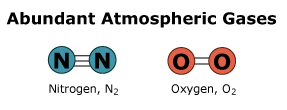 Abundant Atmospheric Gases
N N O O
Nitrogen, N₂ Oxygen, O₂